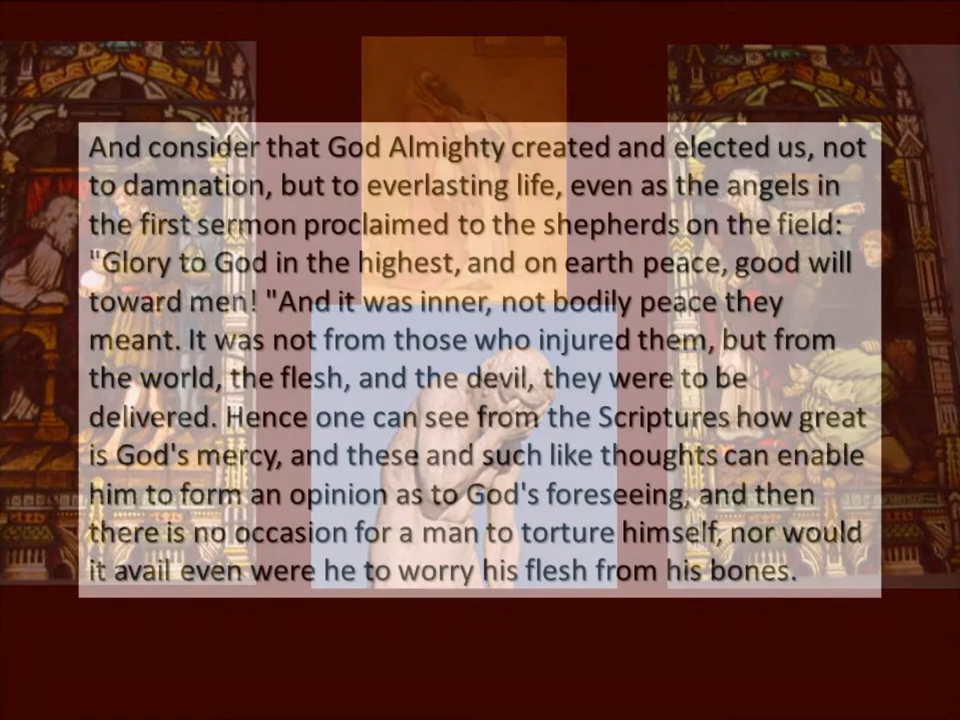 And consider that God Almighty created and elected us, not
to damnation, but to everlasting life, even as the angels in
the first sermon proclaimed to the shepherds on the field:
"Glory to God in the highest, and on earth peace, good will
toward men! "And it was inner, not bodily peace they
meant. It was not from those who injured them, but from
the world, the flesh, and the devil, they were to be
delivered. Hence one can see from the Scriptures how great
is God's mercy, and these and such like thoughts can enable
him to form an opinion as to God's foreseeing, and then
there is no occasion for a man to torture himself, nor would
it avail even were he to worry his flesh from his bones.